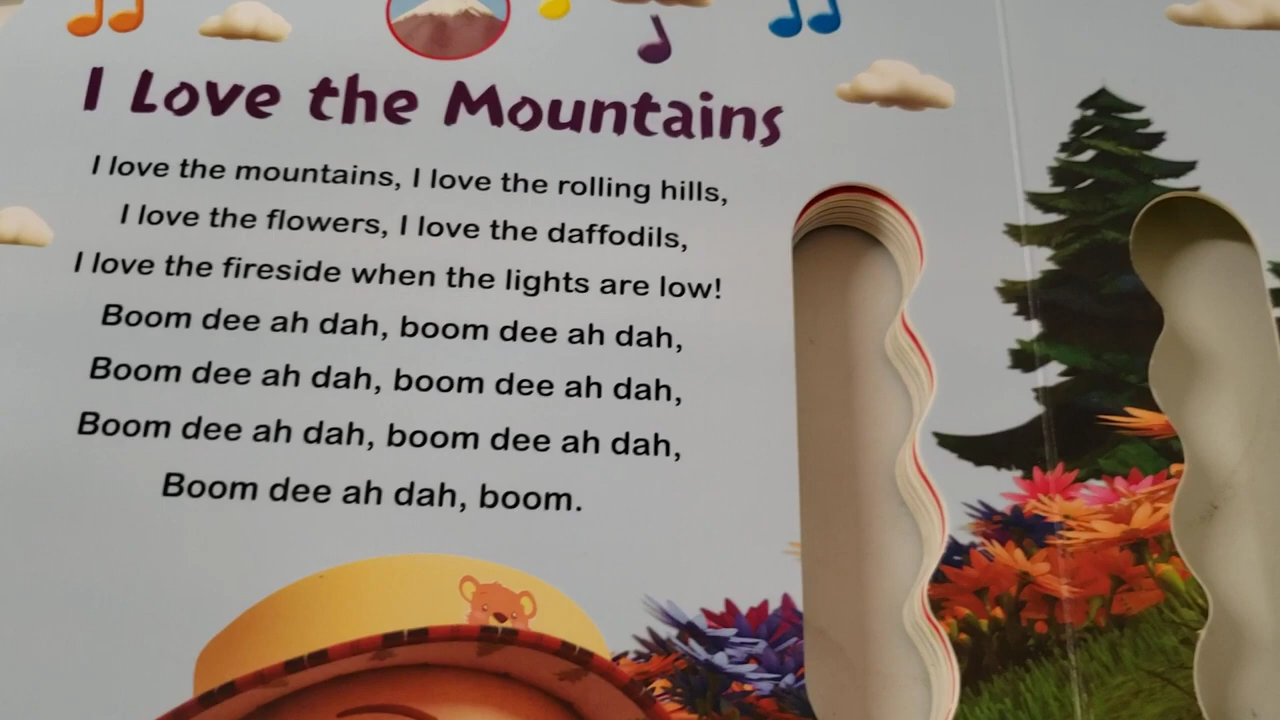 I Love the Mountains
I love the mountains, I love the rolling hills,
I love the flowers, I love the daffodils,
I love the fireside when the lights are low!
Boom dee ah dah, boom dee ah dah,
Boom dee ah dah, boom dee ah dah,
Boom dee ah dah, boom dee ah dah,
Boom dee ah dah, boom.